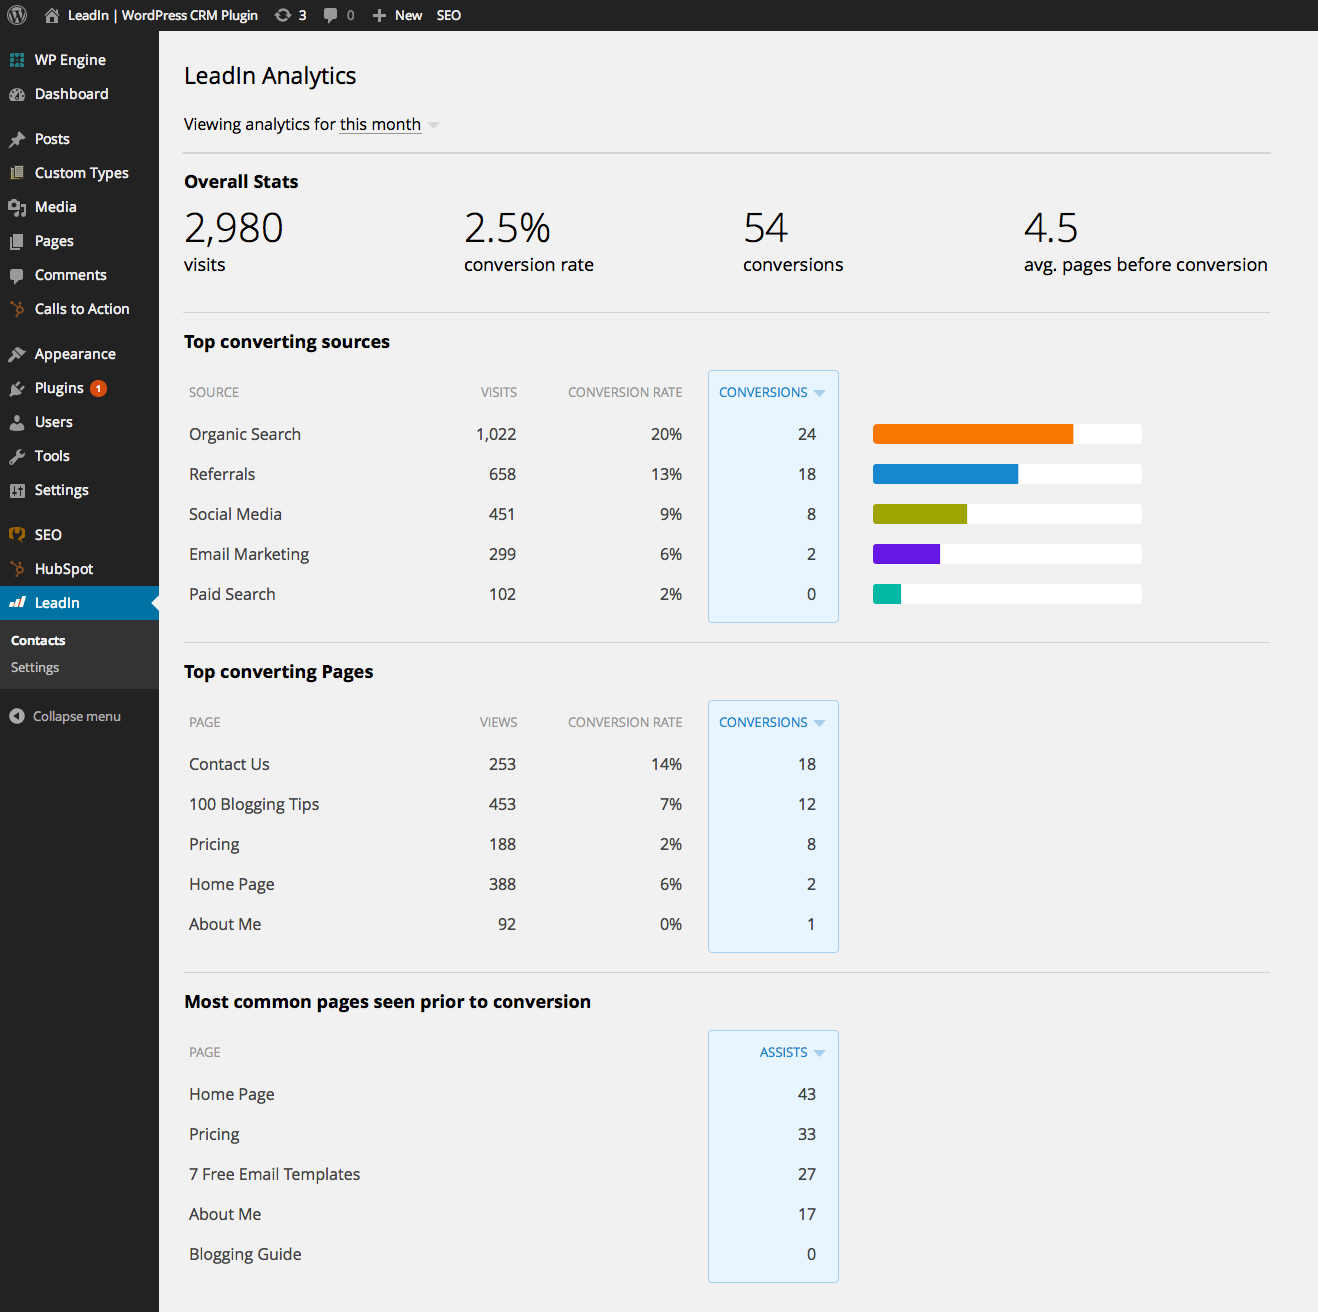 LeadIn | WordPress CRM Plugin 3 0 New SEO
WP Engine
Dashboard
Posts
Custom Types
Media
Pages
Comments
Calls to Action
Appearance
Plugins 1
Users
Tools
Settings
SEO
HubSpot
LeadIn
Contacts
Settings
Collapse menu
LeadIn Analytics
Viewing analytics for this month
Overall Stats
2,980 2.5% 54 4.5
visits conversion rate conversions avg. pages before conversion
Top converting sources
SOURCE VISITS CONVERSION RATE CONVERSIONS
Organic Search 1,022 20% 24
Referrals 658 13% 18
Social Media 451 9% 8
Email Marketing 299 6% 2
Paid Search 102 2% 0
Top converting Pages
PAGE VIEWS CONVERSION RATE CONVERSIONS
Contact Us 253 14% 18
100 Blogging Tips 453 7% 12
Pricing 188 2% 8
Home Page 388 6% 2
About Me 92 0% 1
Most common pages seen prior to conversion
PAGE ASSISTS
Home Page 43
Pricing 33
7 Free Email Templates 27
About Me 17
Blogging Guide 0